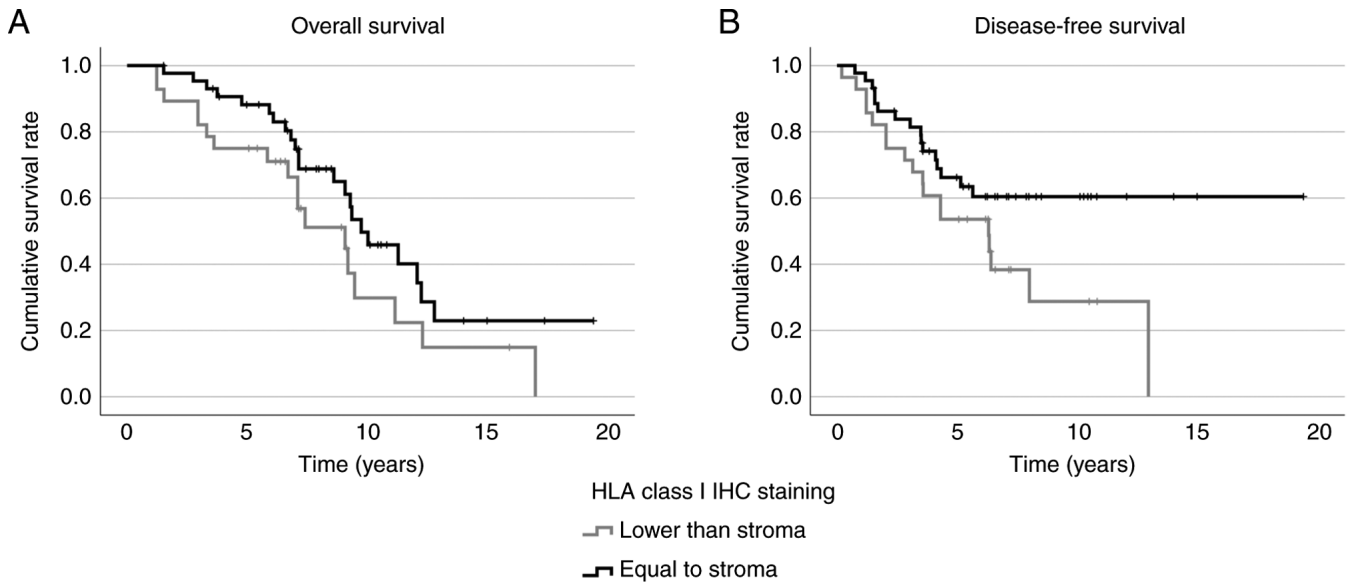 A
Overall survival
Cumulative survival rate
1.0
0.8
0.6
0.4
0.2
0.0
0 5 10 15 20
Time (years)
B
Disease-free survival
Cumulative survival rate
1.0
0.8
0.6
0.4
0.2
0.0
0 5 10 15 20
Time (years)
HLA class I IHC staining
Lower than stroma
Equal to stroma